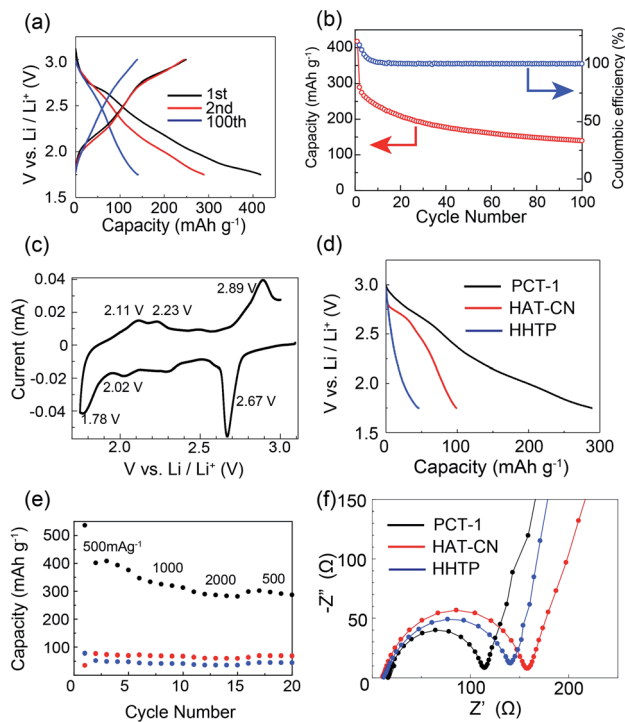 (a)
V vs. Li / Li⁺ (V)
3.5
3.0
2.5
2.0
1.5
1st
2nd
100th
0 100 200 300 400
Capacity (mAh g⁻¹)
(b)
Capacity (mAh g⁻¹)
400
350
300
250
200
150
100
50
0
100
50
0
Coulombic efficiency (%)
0 20 40 60 80 100
Cycle Number
(c)
Current (mA)
0.04
0.02
0
-0.02
-0.04
2.89 V
2.11 V 2.23 V
2.02 V
1.78 V
2.67 V
2.0 2.5 3.0
V vs. Li / Li⁺ (V)
(d)
V vs. Li / Li⁺ (V)
3.5
3.0
2.5
2.0
1.5
PCT-1
HAT-CN
HHTP
0 100 200 300
Capacity (mAh g⁻¹)
(e)
Capacity (mAh g⁻¹)
500
400
300
200
100
0
500mAg⁻¹
1000
2000
500
0 5 10 15 20
Cycle Number
(f)
-Z" (Ω)
150
100
50
0
PCT-1
HAT-CN
HHTP
0 100 200
Z' (Ω)